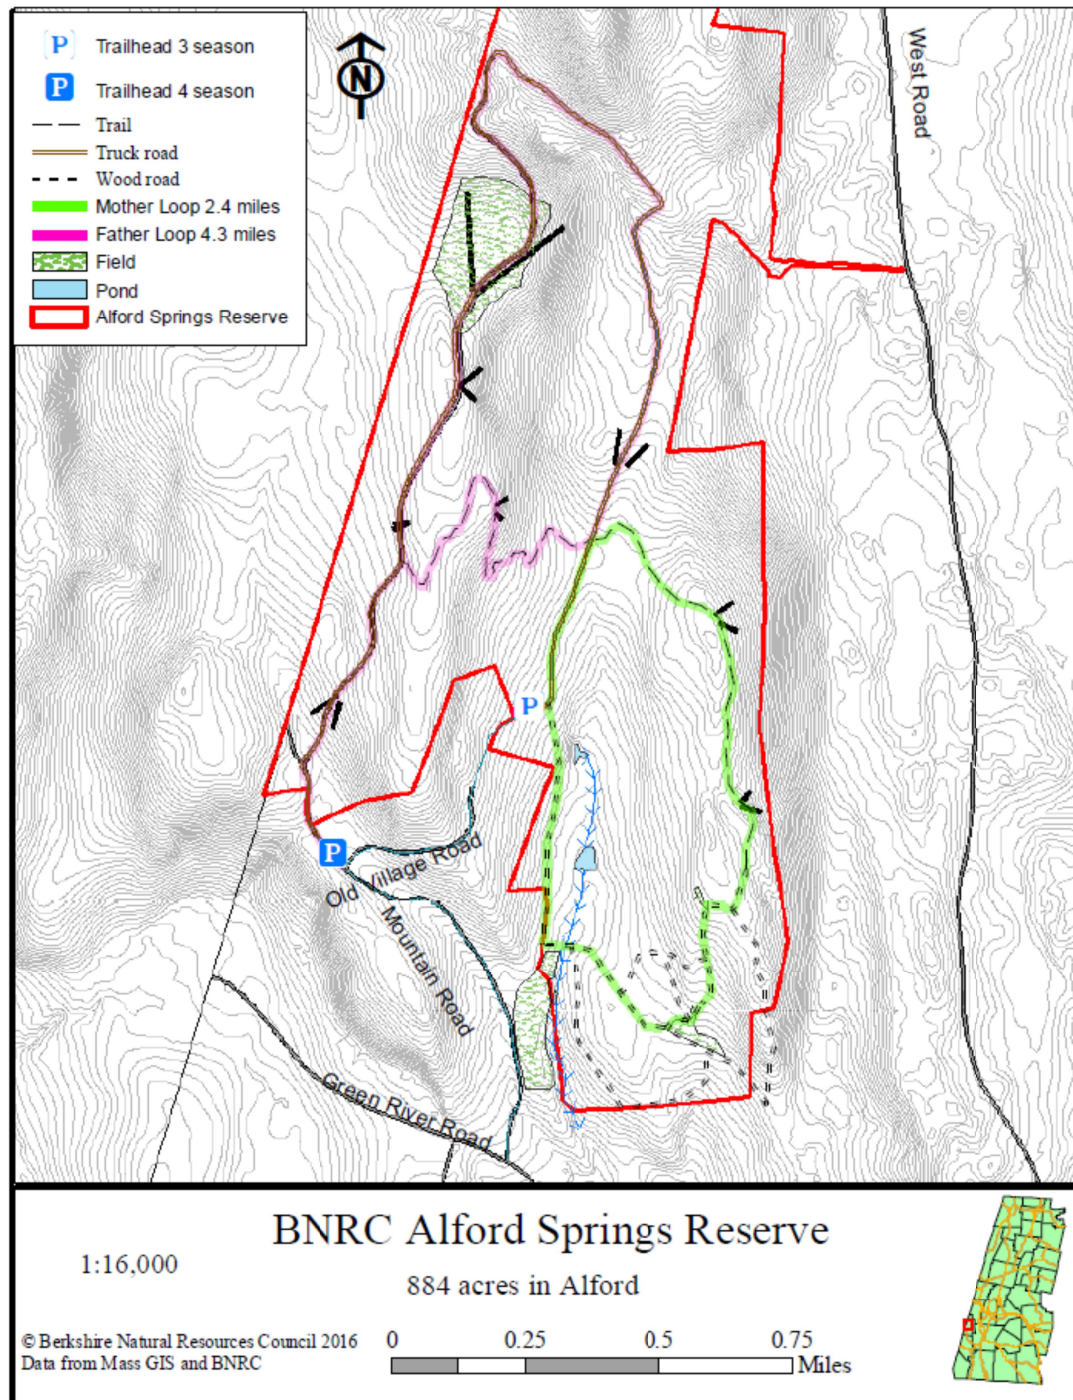 P Trailhead 3 season
P Trailhead 4 season
Trail
Truck road
Wood road
Mother Loop 2.4 miles
Father Loop 4.3 miles
Field
Pond
Alford Springs Reserve
N
West Road
P
P
Old Village Road
Mountain Road
Green River Road
BNRC Alford Springs Reserve
1:16,000
884 acres in Alford
© Berkshire Natural Resources Council 2016
Data from Mass GIS and BNRC
0 0.25 0.5 0.75
Miles